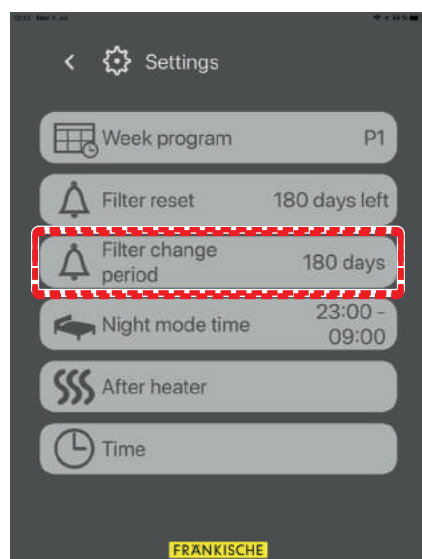 Settings
Week program P1
Filter reset 180 days left
Filter change
period
180 days
Night mode time
23:00 -
09:00
After heater
Time
FRÄNKISCHE